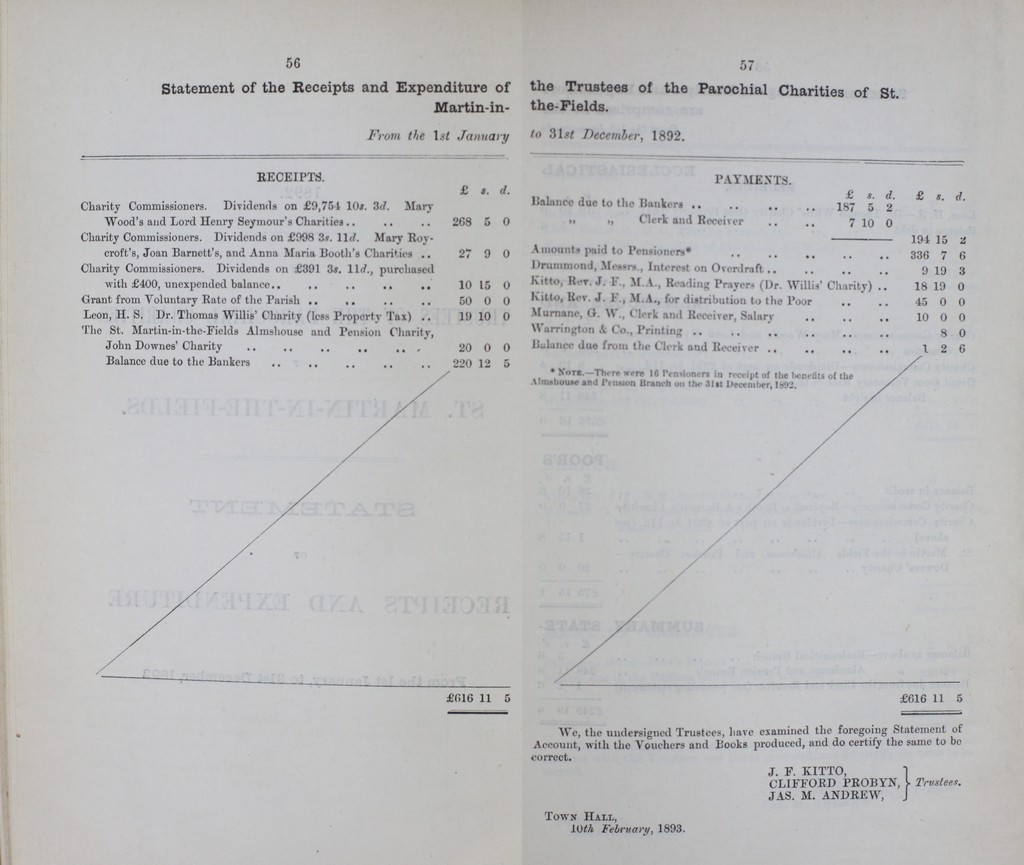 56
Statement of the Receipts and Expenditure of
Martin-in-
From the 1st January
RECEIPTS.
£ s. d.
Charity Commissioners. Dividends on £9,754 10s. 3d. Mary
Wood's and Lord Henry Seymour's Charities .. .. .. 268 5 0
Charity Commissioners. Dividends on £998 3s. 11d. Mary Roy-
croft's, Joan Barnett's, and Anna Maria Booth's Charities .. 27 9 0
Charity Commissioners. Dividends on £391 3s. 11d., purchased
with £400, unexpended balance .. .. .. .. .. 10 15 0
Grant from Voluntary Rate of the Parish .. .. .. .. 50 0 0
Leon, H. S. Dr. Thomas Willis' Charity (less Property Tax) .. 19 10 0
The St. Martin-in-the-Fields Almshouse and Pension Charity,
John Downes' Charity .. .. .. .. .. .. 20 0 0
Balance due to the Bankers .. .. .. .. .. 220 12 5
£616 11 5
57
the Trustees of the Parochial Charities of St.
the-Fields.
to 31st December, 1892.
PAYMENTS.
£ s. d. £ s. d.
Balance due to the Bankers .. .. .. .. 187 5 2
„ „ Clerk and Receiver .. .. 7 10 0
194 15 2
Amounts paid to Pensioners* .. .. .. .. .. 336 7 6
Drummond, Messrs., Interest on Overdraft .. .. .. .. 9 19 3
Kitto, Rev. J. F., M.A., Reading Prayers (Dr. Willis' Charity) .. 18 19 0
Kitto, Rev. J. F., M.A., for distribution to the Poor .. .. 45 0 0
Murnane, G. W., Clerk and Receiver, Salary .. .. .. 10 0 0
Warrington & Co., Printing .. .. .. .. .. .. 8 0
Balance due from the Clerk and Receiver .. .. .. .. 1 2 6
* NOTE.—There were 16 Pensioners in receipt of the benefits of the
Almshouse and Pension Branch on the 31st December, 1892.
£616 11 5
We, the undersigned Trustees, have examined the foregoing Statement of
Account, with the Vouchers and Books produced, and do certify the same to be
correct.
J. F. KITTO,
CLIFFORD PROBYN, } Trustees.
JAS. M. ANDREW,
TOWN HALL,
10th February, 1893.